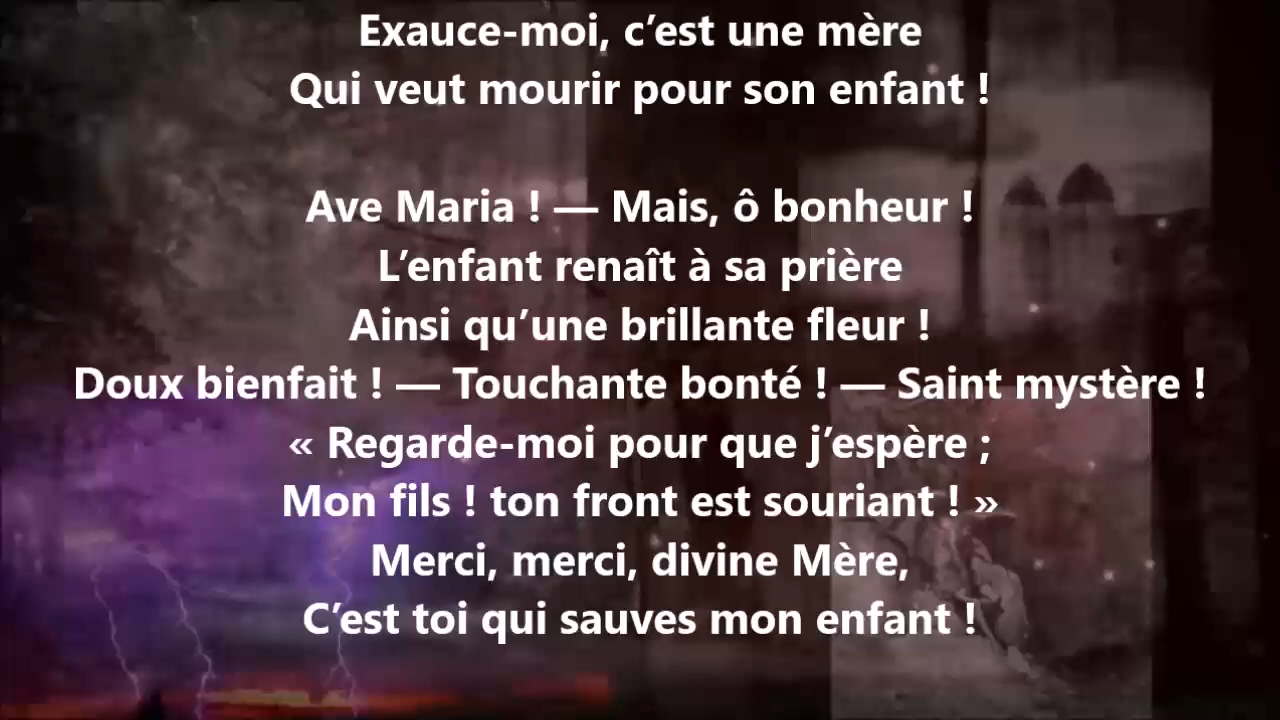 Exauce-moi, c’est une mère
Qui veut mourir pour son enfant !
Ave Maria ! — Mais, ô bonheur !
L’enfant renaît à sa prière
Ainsi qu’une brillante fleur !
Doux bienfait ! — Touchante bonté ! — Saint mystère !
« Regarde-moi pour que j’espère ;
Mon fils ! ton front est souriant ! »
Merci, merci, divine Mère,
C’est toi qui sauves mon enfant !